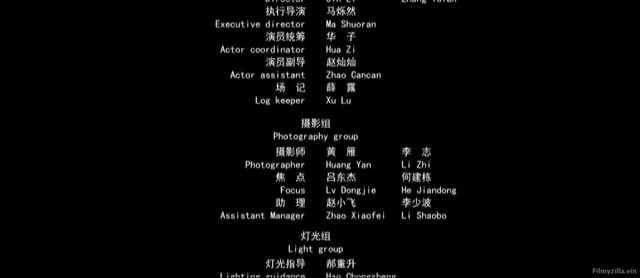 执行导演 马烁然
Executive director Ma Shuoran
演员统筹 华 子
Actor coordinator Hua Zi
演员副导 赵灿灿
Actor assistant Zhao Cancan
场 记 薛 露
Log keeper Xu Lu
摄影组
Photography group
摄影师 黄 雁 李 志
Photographer Huang Yan Li Zhi
焦 点 吕东杰 何建栋
Focus Lv Dongjie He Jiandong
助 理 赵小飞 李少波
Assistant Manager Zhao Xiaofei Li Shaobo
灯光组
Light group
灯光指导 郝重升
Lighting guidance Hao Chongsheng
Filmyzilla.vin